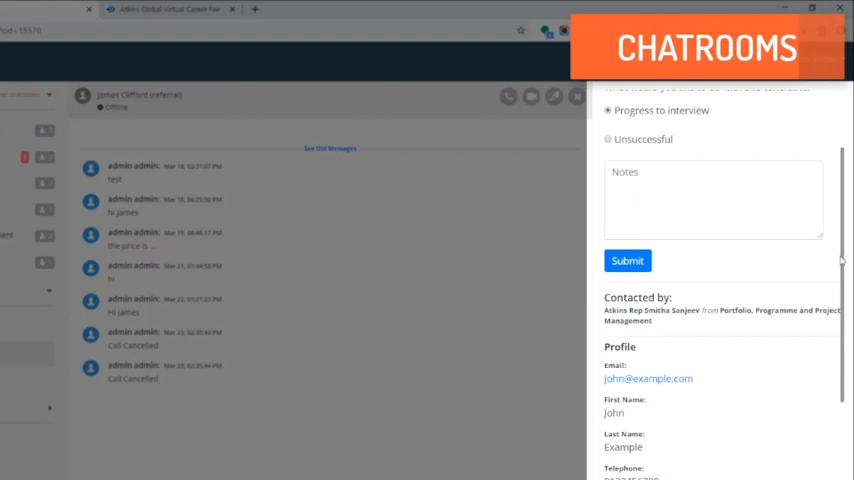 Atkins Global Virtual Career Fair
CHATROOMS
James Clifford (referral)
Offline
See Old Messages
admin admin: Mar 18, 02:31:07 PM
test
admin admin: Mar 18, 06:25:50 PM
hi james
admin admin: Mar 19, 08:46:17 PM
the price is ...
admin admin: Mar 21, 01:44:58 PM
hi
admin admin: Mar 22, 01:21:23 PM
Hi james
admin admin: Mar 23, 02:35:44 PM
Call Cancelled
admin admin: Mar 23, 02:35:44 PM
Call Cancelled
Progress to interview
Unsuccessful
Notes
Submit
Contacted by:
Atkins Rep Smitha Sanjeev from Portfolio, Programme and Project
Management
Profile
Email:
john@example.com
First Name:
John
Last Name:
Example
Telephone: